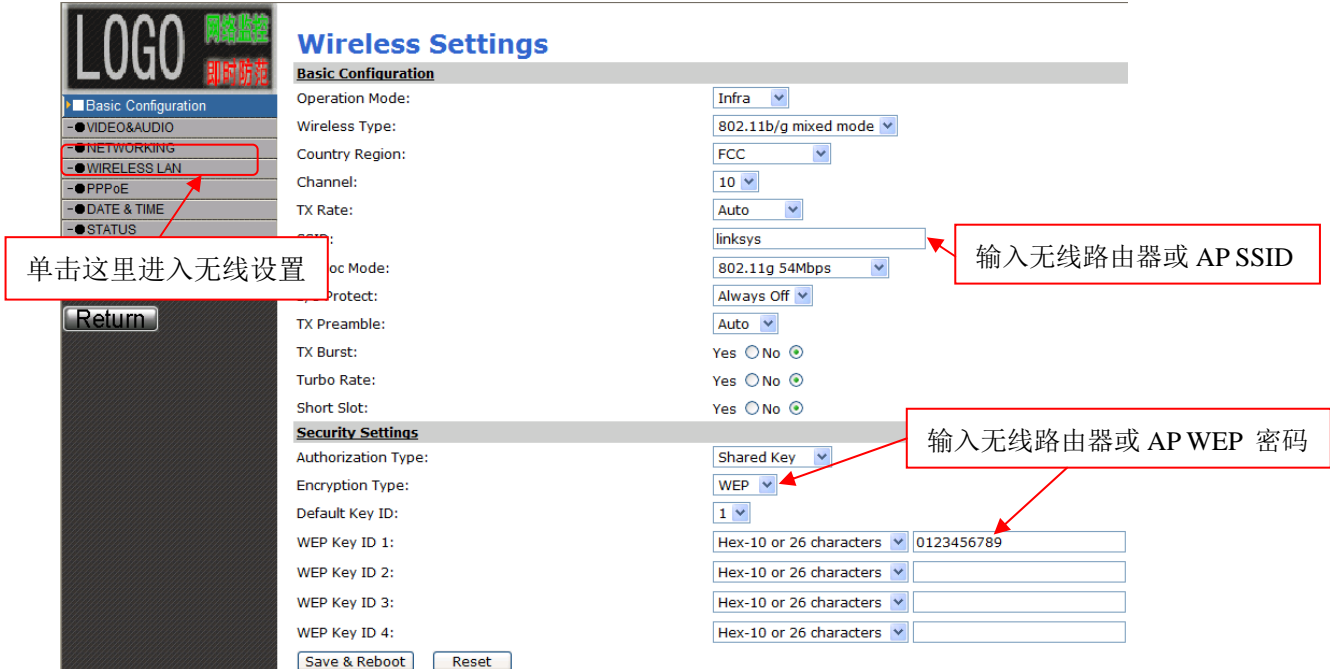 LOGO 网络监控
即时防范
Basic Configuration
-●VIDEO&AUDIO
-●NETWORKING
-●WIRELESS LAN
-●PPPoE
-●DATE & TIME
-●STATUS
单击这里进入无线设置
Return
Wireless Settings
Basic Configuration
Operation Mode: Infra
Wireless Type: 802.11b/g mixed mode
Country Region: FCC
Channel: 10
TX Rate: Auto
SSID: linksys
输入无线路由器或 AP SSID
oc Mode: 802.11g 54Mbps
Protect: Always Off
TX Preamble: Auto
TX Burst: Yes No
Turbo Rate: Yes No
Short Slot: Yes No
Security Settings
输入无线路由器或 AP WEP 密码
Authorization Type: Shared Key
Encryption Type: WEP
Default Key ID: 1
WEP Key ID 1: Hex-10 or 26 characters 0123456789
WEP Key ID 2: Hex-10 or 26 characters
WEP Key ID 3: Hex-10 or 26 characters
WEP Key ID 4: Hex-10 or 26 characters
Save & Reboot Reset